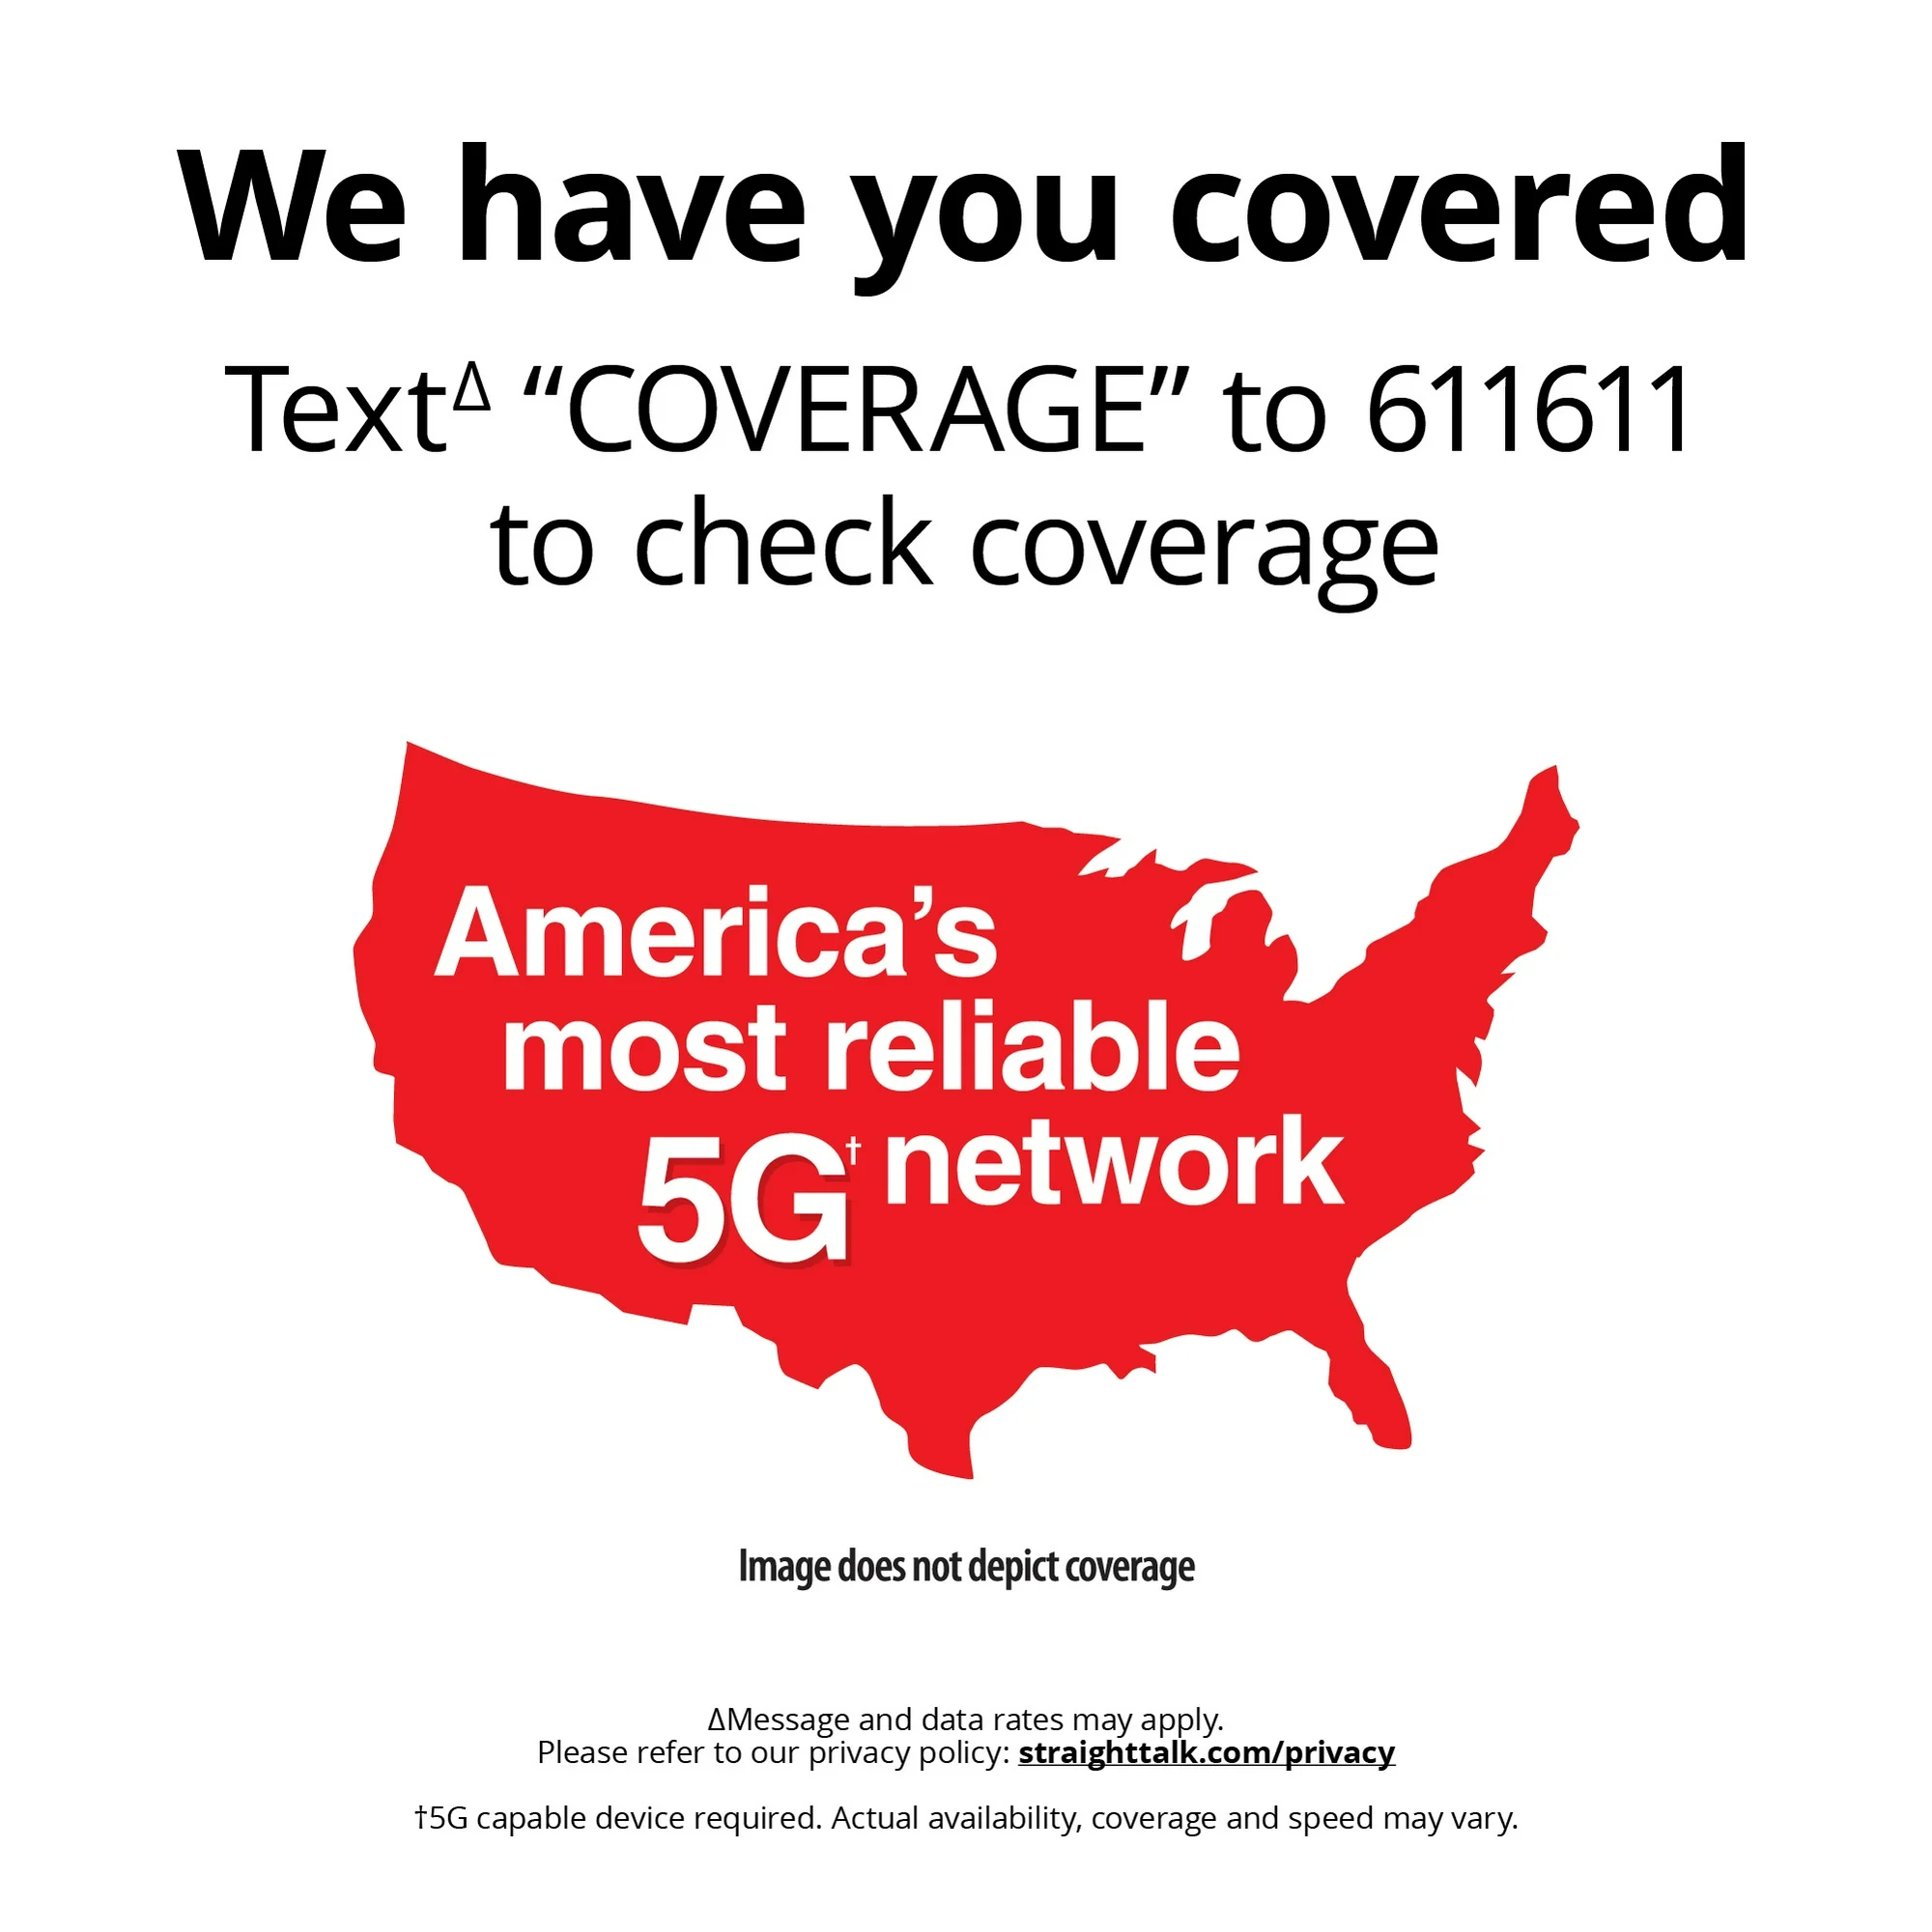 We have you covered
TextΔ “COVERAGE” to 611611
to check coverage
America’s
most reliable
5G† network
Image does not depict coverage
ΔMessage and data rates may apply.
Please refer to our privacy policy: straighttalk.com/privacy
†5G capable device required. Actual availability, coverage and speed may vary.